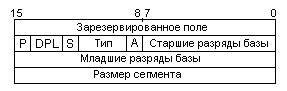 15 8 7 0
Зарезервированное поле
P DPL S Тип A Старшие разряды базы
Младшие разряды базы
Размер сегмента